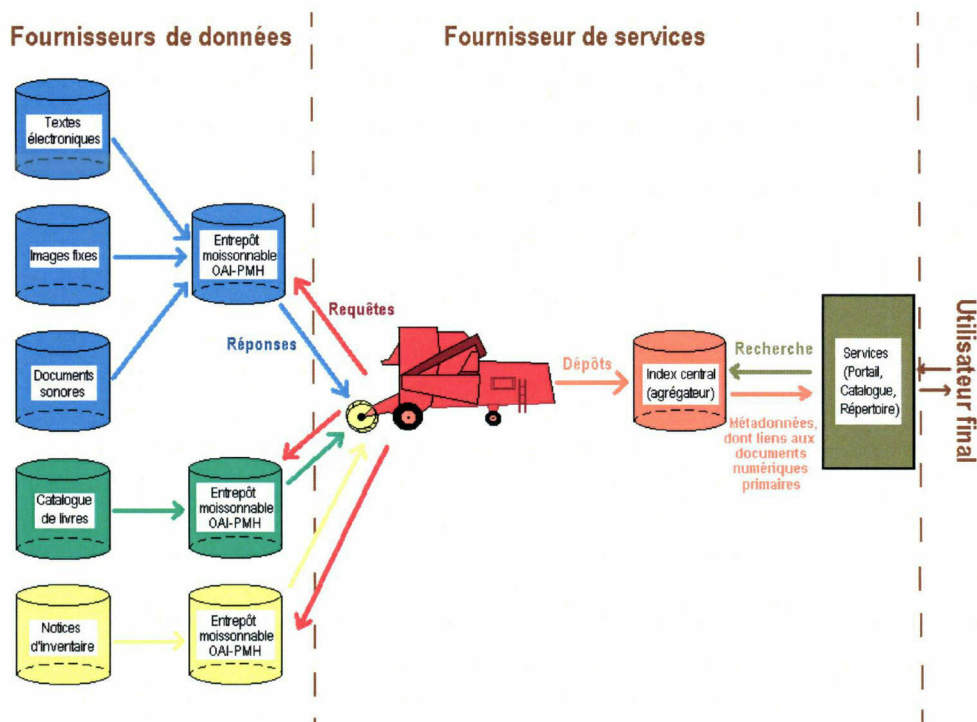 Fournisseurs de données
Fournisseur de services
Textes
électroniques
Images fixes
Documents
sonores
Entrepôt
moissonnable
OAI-PMH
Requêtes
Réponses
Dépôts
Index central
(agrégateur)
Recherche
Métadonnées,
dont liens aux
documents
numériques
primaires
Services
(Portail,
Catalogue,
Répertoire)
Utilisateur final
Catalogue
de livres
Entrepôt
moissonnable
OAI-PMH
Notices
d'inventaire
Entrepôt
moissonnable
OAI-PMH